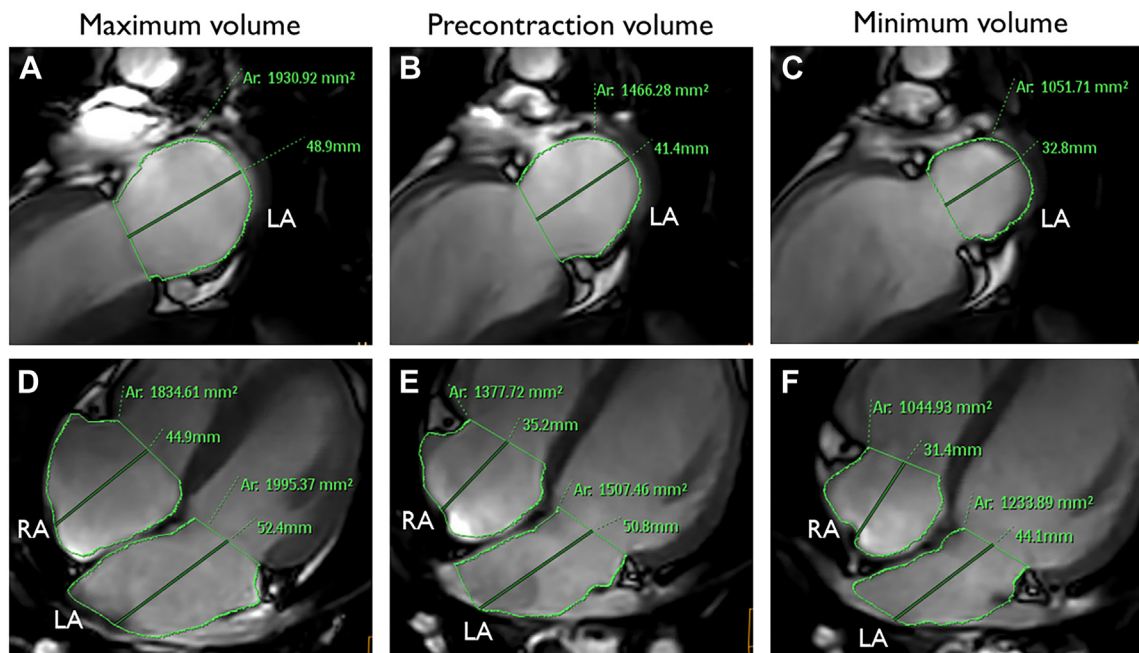 Maximum volume
Precontraction volume
Minimum volume
A
Ar: 1930.92 mm²
48.9mm
LA
B
Ar: 1466.28 mm²
41.4mm
LA
C
Ar: 1051.71 mm²
32.8mm
LA
D
Ar: 1834.61 mm²
44.9mm
Ar: 1995.37 mm²
52.4mm
RA
LA
E
Ar: 1377.72 mm²
35.2mm
Ar: 1507.46 mm²
50.8mm
RA
LA
F
Ar: 1044.93 mm²
31.4mm
Ar: 1233.89 mm²
44.1mm
RA
LA